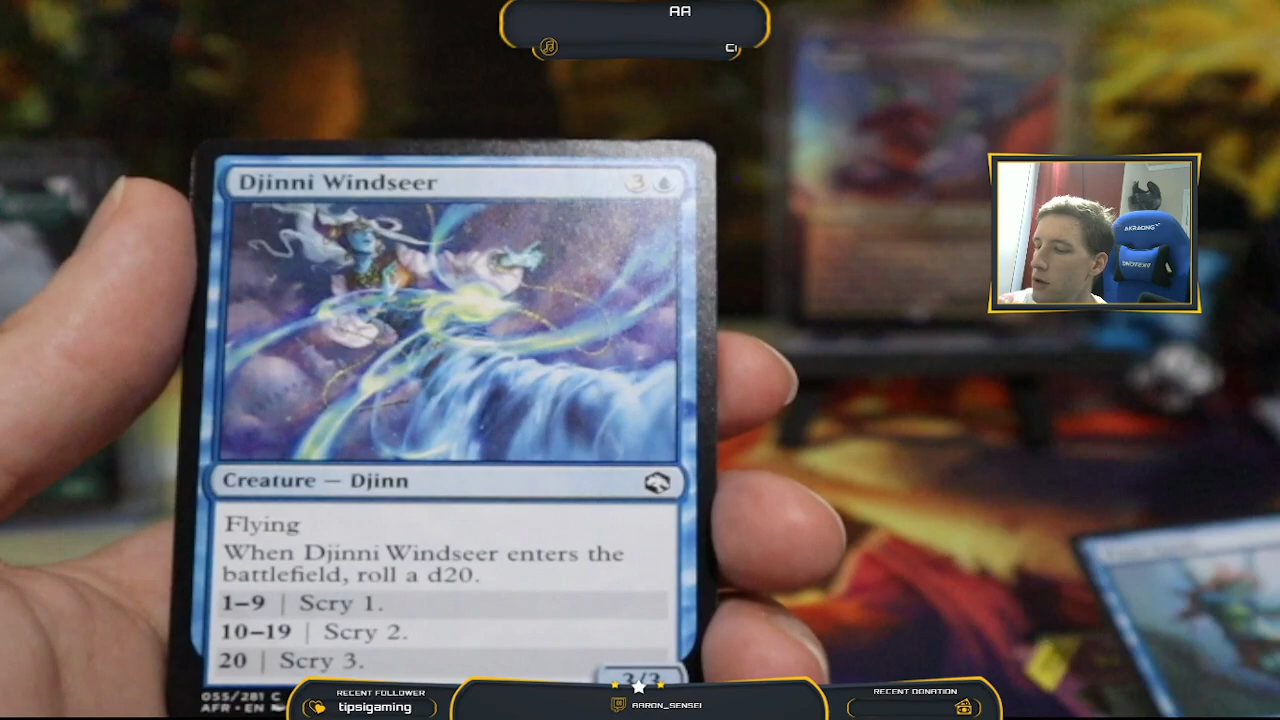 AA
Djinni Windseer 3
AKRACING
Creature — Djinn
Flying
When Djinni Windseer enters the
battlefield, roll a d20.
1–9 | Scry 1.
10–19 | Scry 2.
20 | Scry 3.
3/3
055/281 C
AFR • EN
RECENT FOLLOWER
tipsigaming
AARON_SENSEI
RECENT DONATION